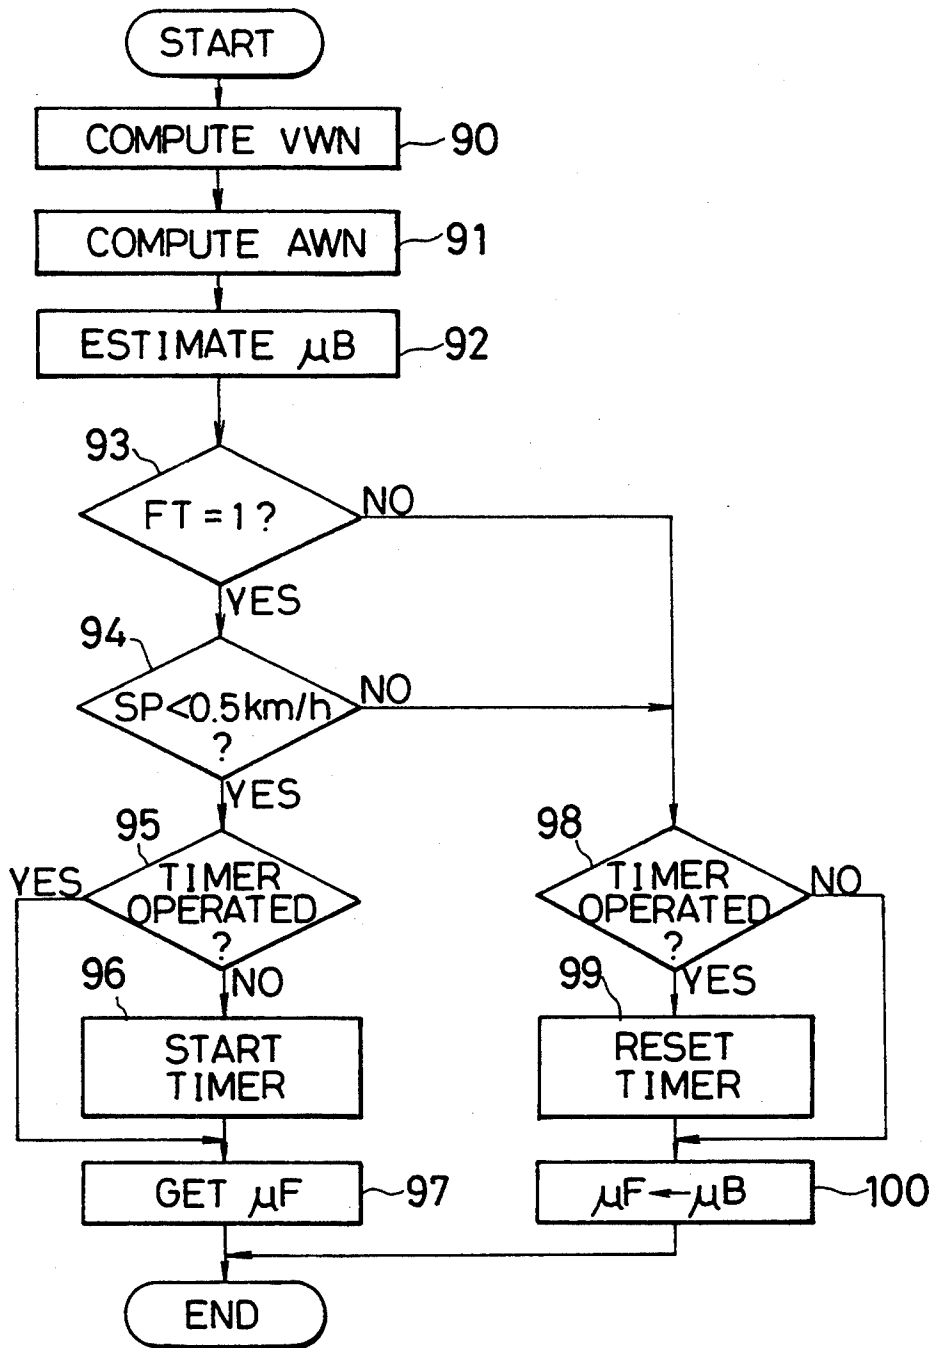 START
COMPUTE VWN
90
COMPUTE AWN
91
ESTIMATE μB
92
93
FT=1?
NO
YES
94
SP<0.5km/h
?
NO
YES
95
TIMER
OPERATED
?
YES
NO
98
TIMER
OPERATED
?
NO
YES
96
START
TIMER
99
RESET
TIMER
GET μF
97
μF←μB
100
END